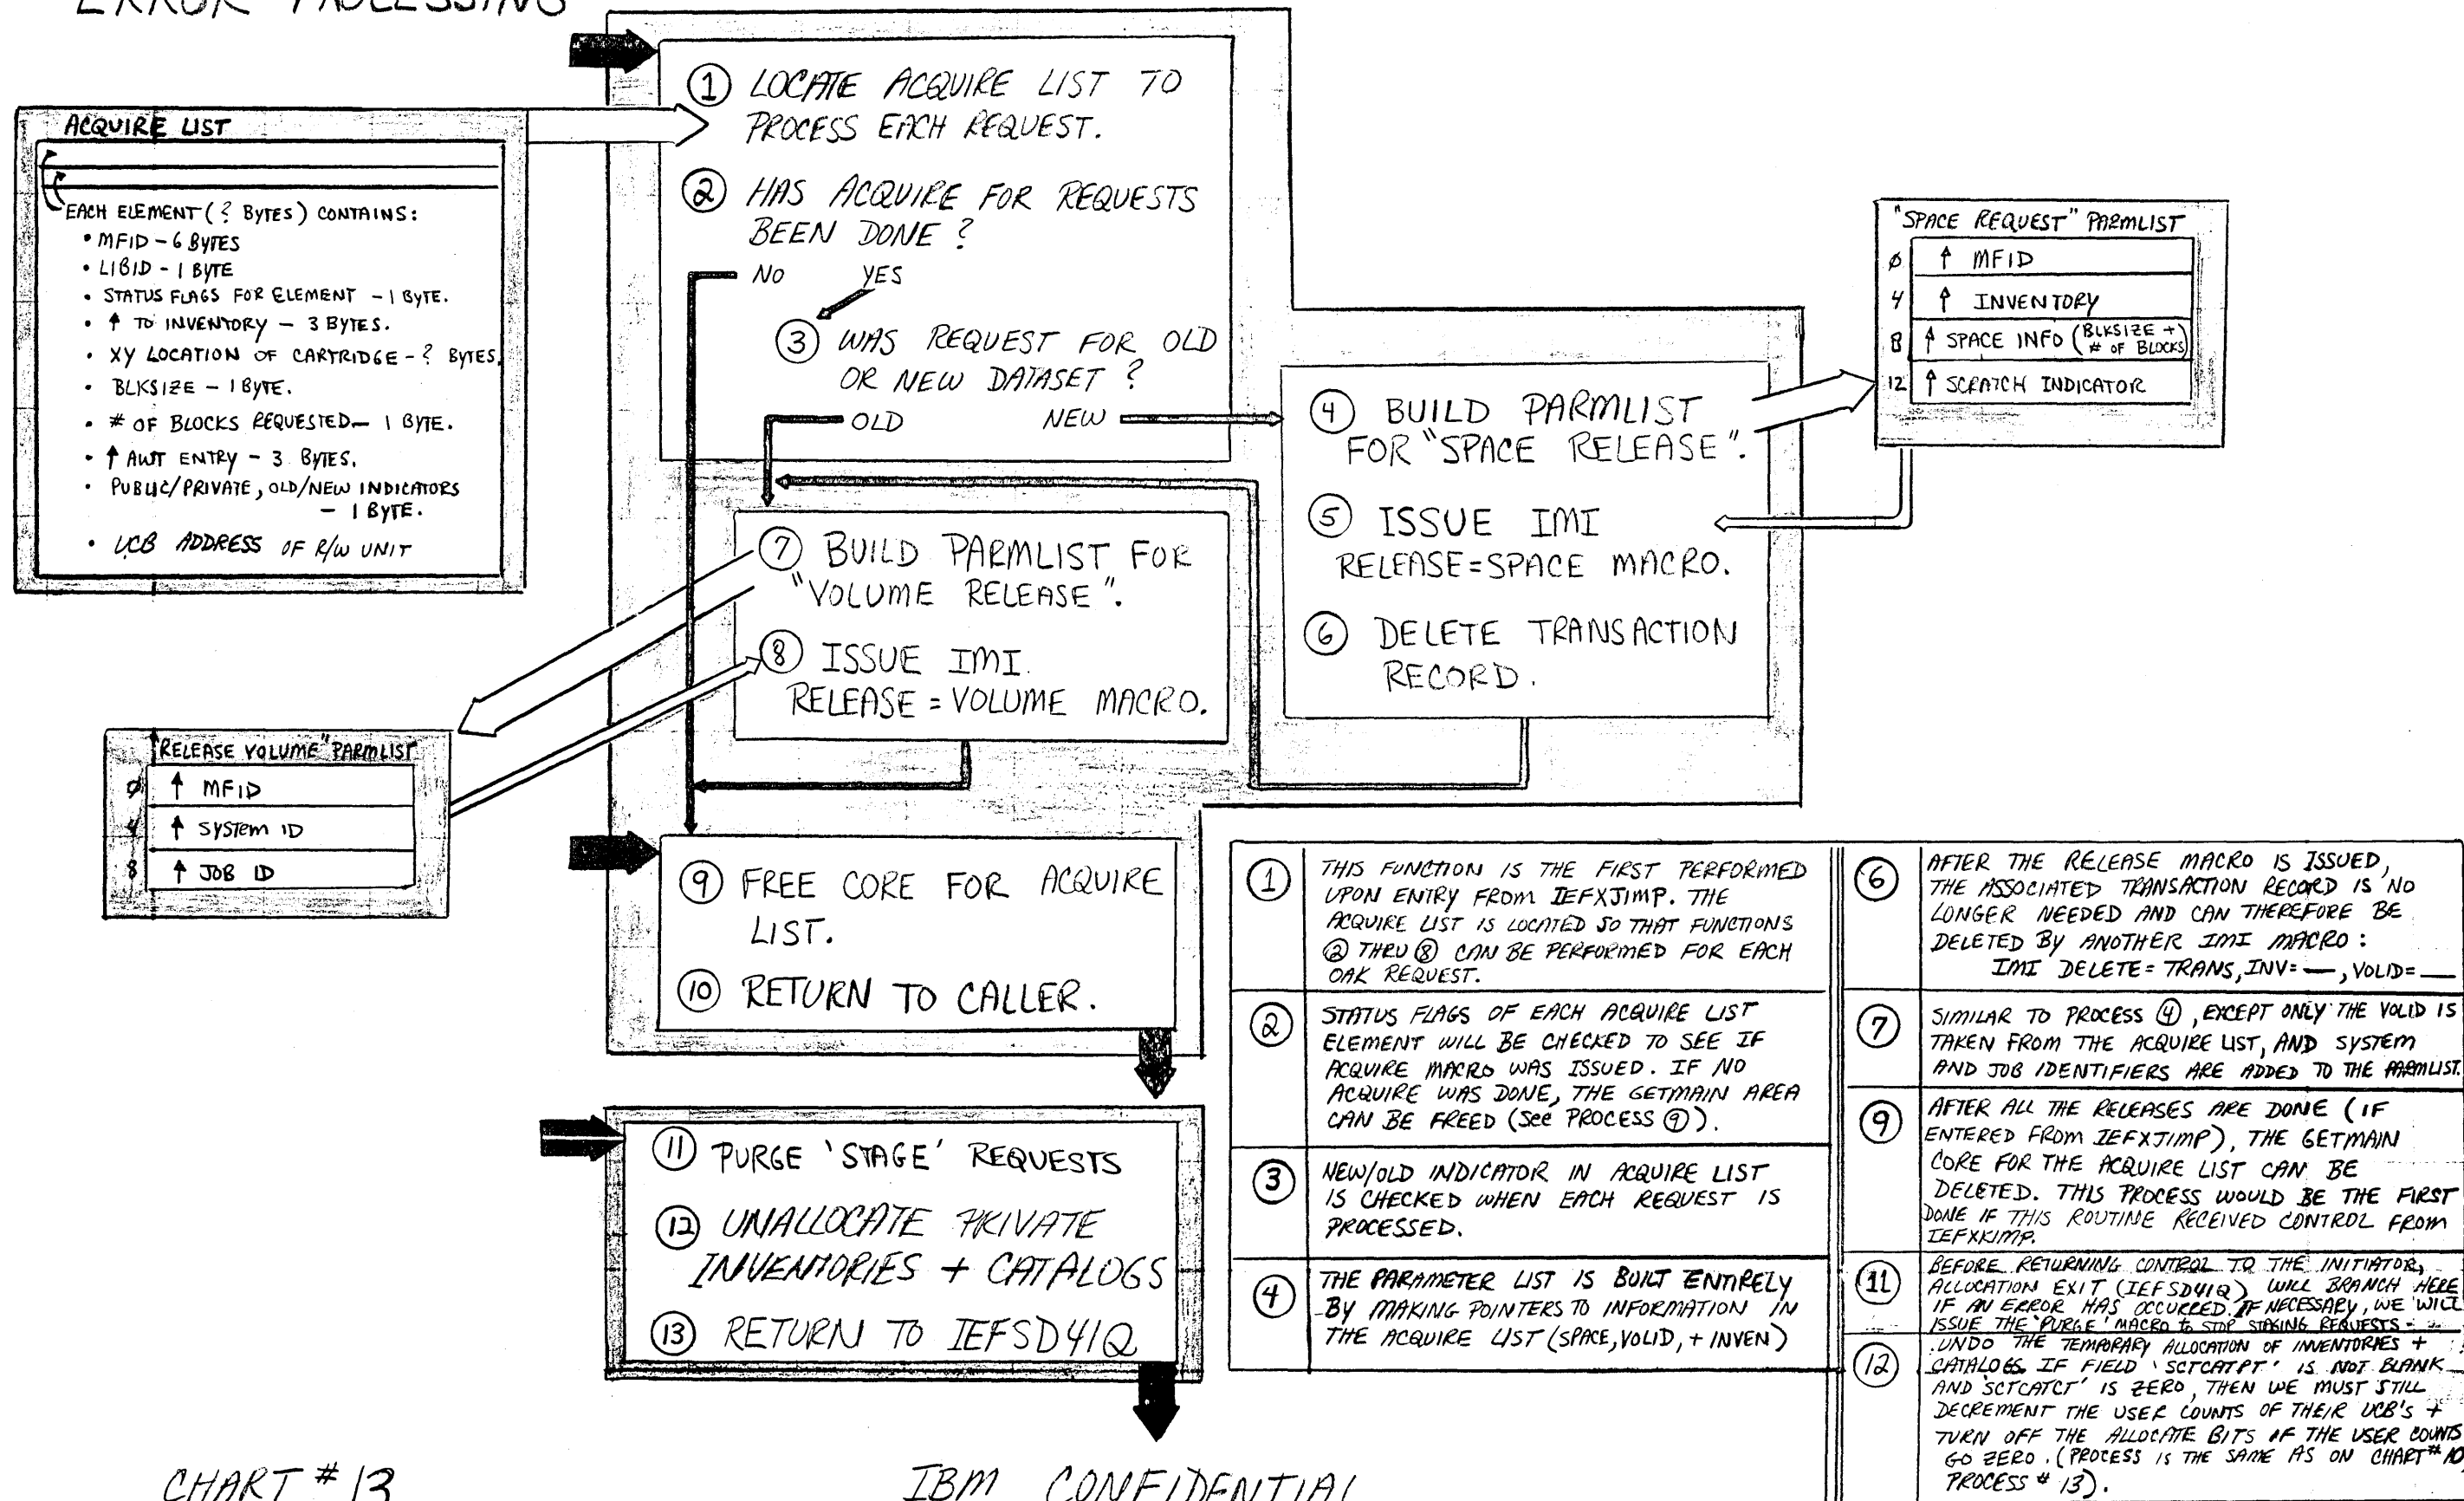 ERROR PROCESSING
ACQUIRE LIST
EACH ELEMENT (? BYTES) CONTAINS:
• MFID - 6 BYTES
• LIBID - 1 BYTE
• STATUS FLAGS FOR ELEMENT - 1 BYTE.
• ↑ TO INVENTORY - 3 BYTES.
• XY LOCATION OF CARTRIDGE - ? BYTES.
• BLKSIZE - 1 BYTE.
• # OF BLOCKS REQUESTED - 1 BYTE.
• ↑ AWT ENTRY - 3 BYTES.
• PUBLIC/PRIVATE, OLD/NEW INDICATORS
- 1 BYTE.
• UCB ADDRESS OF R/W UNIT
① LOCATE ACQUIRE LIST TO
PROCESS EACH REQUEST.
② HAS ACQUIRE FOR REQUESTS
BEEN DONE ?
NO YES
③ WAS REQUEST FOR OLD
OR NEW DATASET ?
OLD NEW
④ BUILD PARMLIST
FOR "SPACE RELEASE".
⑤ ISSUE IMI
RELEASE=SPACE MACRO.
⑥ DELETE TRANSACTION
RECORD.
"SPACE REQUEST" PARMLIST
0 ↑ MFID
4 ↑ INVENTORY
8 ↑ SPACE INFO (BLKSIZE +
# OF BLOCKS)
12 ↑ SCRATCH INDICATOR
⑦ BUILD PARMLIST FOR
"VOLUME RELEASE".
⑧ ISSUE IMI
RELEASE = VOLUME MACRO.
"RELEASE VOLUME" PARMLIST
0 ↑ MFID
4 ↑ SYSTEM ID
8 ↑ JOB ID
⑨ FREE CORE FOR ACQUIRE
LIST.
⑩ RETURN TO CALLER.
⑪ PURGE 'STAGE' REQUESTS
⑫ UNALLOCATE PRIVATE
INVENTORIES + CATALOGS
⑬ RETURN TO IEFSD41Q
① THIS FUNCTION IS THE FIRST PERFORMED
UPON ENTRY FROM IEFXJIMP. THE
ACQUIRE LIST IS LOCATED SO THAT FUNCTIONS
② THRU ⑧ CAN BE PERFORMED FOR EACH
OAK REQUEST.
② STATUS FLAGS OF EACH ACQUIRE LIST
ELEMENT WILL BE CHECKED TO SEE IF
ACQUIRE MACRO WAS ISSUED. IF NO
ACQUIRE WAS DONE, THE GETMAIN AREA
CAN BE FREED (SEE PROCESS ⑨).
③ NEW/OLD INDICATOR IN ACQUIRE LIST
IS CHECKED WHEN EACH REQUEST IS
PROCESSED.
④ THE PARAMETER LIST IS BUILT ENTIRELY
BY MAKING POINTERS TO INFORMATION IN
THE ACQUIRE LIST (SPACE, VOLID, + INVEN)
⑥ AFTER THE RELEASE MACRO IS ISSUED,
THE ASSOCIATED TRANSACTION RECORD IS NO
LONGER NEEDED AND CAN THEREFORE BE
DELETED BY ANOTHER IMI MACRO:
IMI DELETE=TRANS, INV=__, VOLID=__
⑦ SIMILAR TO PROCESS ④, EXCEPT ONLY THE VOLID IS
TAKEN FROM THE ACQUIRE LIST, AND SYSTEM
AND JOB IDENTIFIERS ARE ADDED TO THE PARMLIST.
⑨ AFTER ALL THE RELEASES ARE DONE (IF
ENTERED FROM IEFXJIMP), THE GETMAIN
CORE FOR THE ACQUIRE LIST CAN BE
DELETED. THIS PROCESS WOULD BE THE FIRST
DONE IF THIS ROUTINE RECEIVED CONTROL FROM
IEFXKIMP.
⑪ BEFORE RETURNING CONTROL TO THE INITIATOR,
ALLOCATION EXIT (IEFSD41Q) WILL BRANCH HERE
IF AN ERROR HAS OCCURRED. IF NECESSARY, WE WILL
ISSUE THE 'PURGE' MACRO TO STOP STAGING REQUESTS.
⑫ UNDO THE TEMPORARY ALLOCATION OF INVENTORIES +
CATALOGS. IF FIELD 'SCTCATPT' IS NOT BLANK
AND 'SCTCATCT' IS ZERO, THEN WE MUST STILL
DECREMENT THE USER COUNTS OF THEIR UCB'S +
TURN OFF THE ALLOCATE BITS IF THE USER COUNTS
GO ZERO. (PROCESS IS THE SAME AS ON CHART #10,
PROCESS # 13).
CHART # 13
IBM CONFIDENTIAL